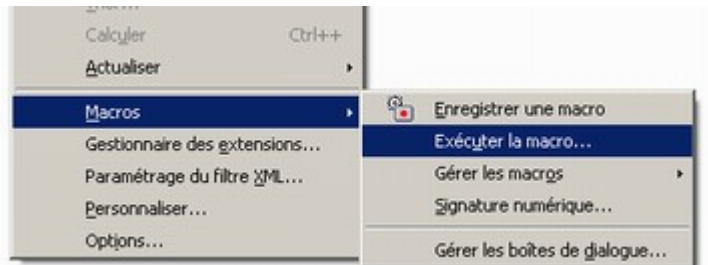 Calculer Ctrl++
Actualiser
Macros
Enregistrer une macro
Gestionnaire des extensions...
Exécuter la macro...
Paramétrage du filtre XML...
Gérer les macros
Personnaliser...
Signature numérique...
Options...
Gérer les boîtes de dialogue...